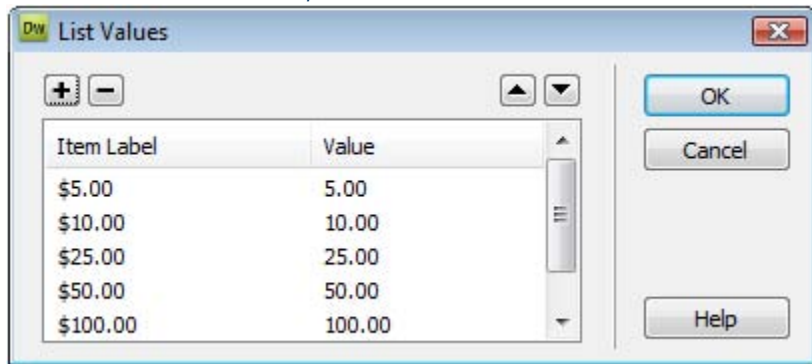 Dw List Values
+ -
OK
Item Label Value Cancel
$5.00 5.00
$10.00 10.00
$25.00 25.00
$50.00 50.00
$100.00 100.00 Help